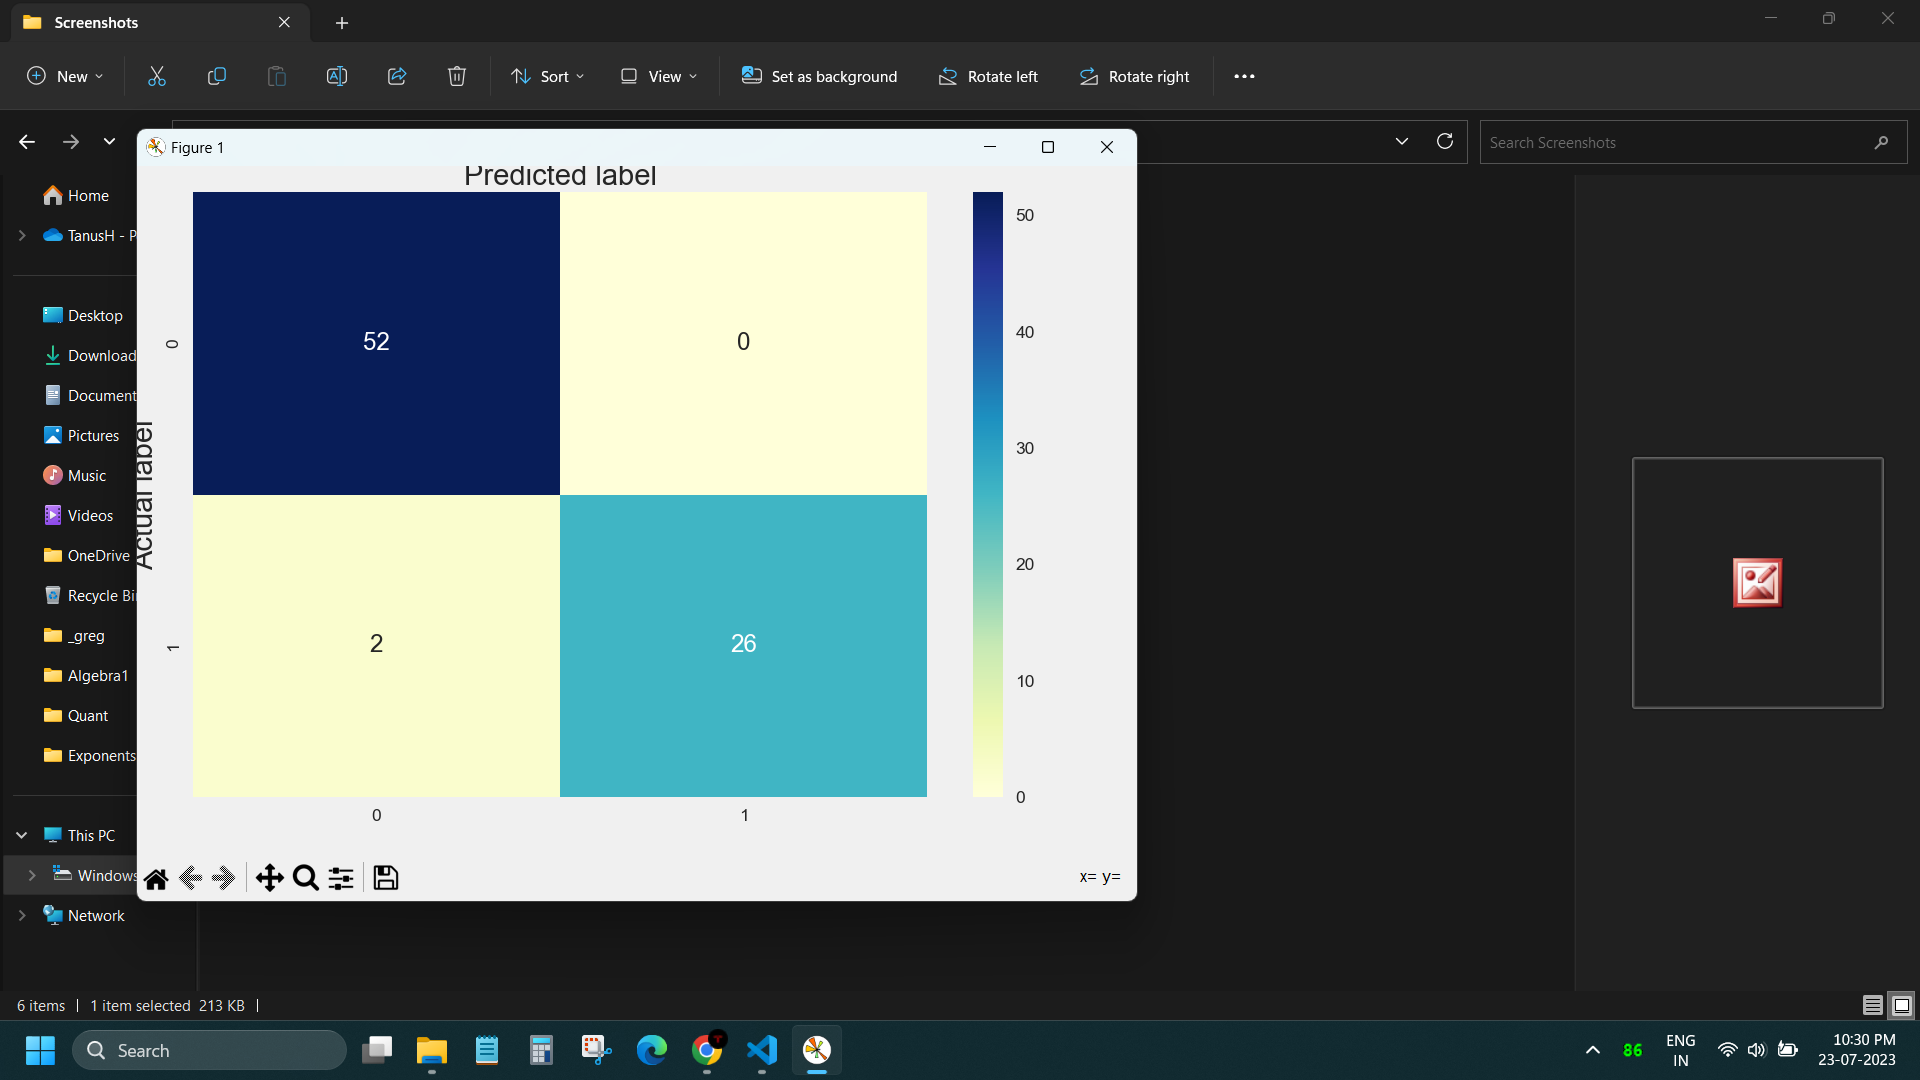 Screenshots
New
Sort
View
Set as background
Rotate left
Rotate right
Search Screenshots
Figure 1
Predicted label
Home
TanusH - P
Desktop
Download
Document
Pictures
Music
Videos
OneDrive
Recycle Bi
_greg
Algebra1
Quant
Exponents
This PC
Windows
Network
Actual label
0
1
52
0
2
26
0
1
50
40
30
20
10
0
x= y=
6 items
1 item selected 213 KB
Search
T
86
ENG
IN
10:30 PM
23-07-2023